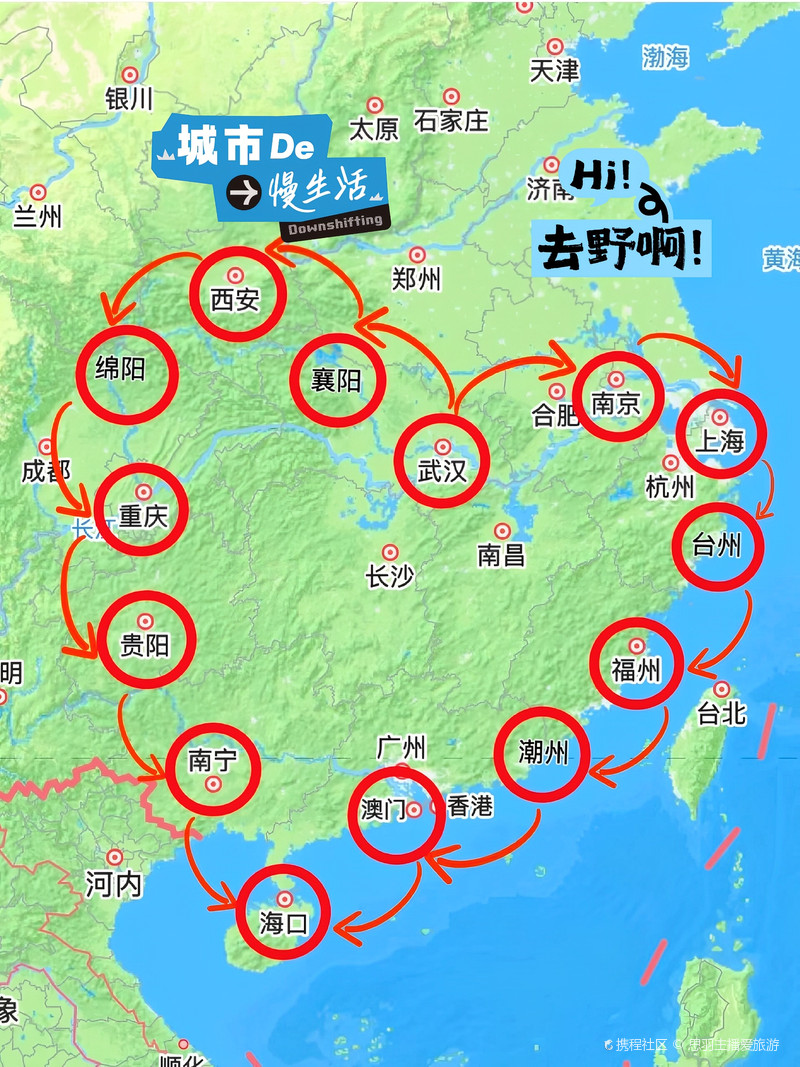 渤海
天津
银川
石家庄
太原
城市De
慢生活
Downshifting
济南
Hi!
去野啊!
兰州
黄海
郑州
西安
绵阳
襄阳
南京
合肥
上海
成都
武汉
杭州
重庆
长江
台州
南昌
长沙
贵阳
福州
明
台北
广州
南宁
潮州
澳门
香港
河内
海口
象
顺化
携程社区 @思羽主播爱旅游